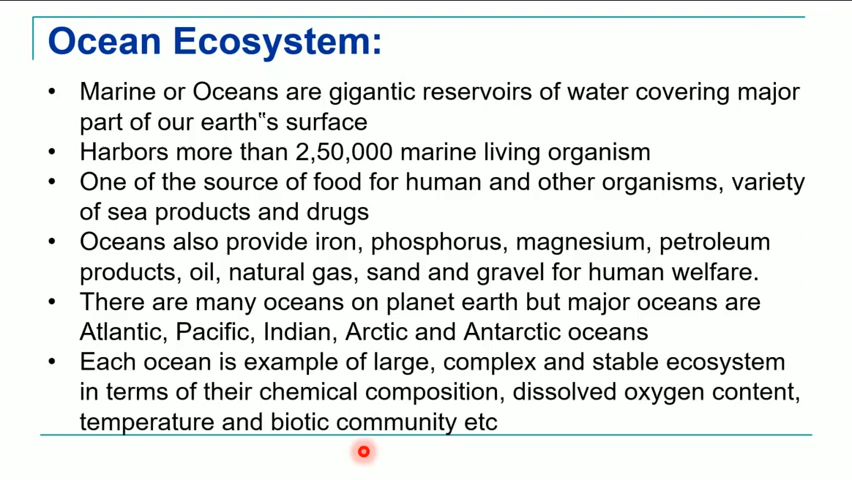 Ocean Ecosystem:
• Marine or Oceans are gigantic reservoirs of water covering major
part of our earth‟s surface
• Harbors more than 2,50,000 marine living organism
• One of the source of food for human and other organisms, variety
of sea products and drugs
• Oceans also provide iron, phosphorus, magnesium, petroleum
products, oil, natural gas, sand and gravel for human welfare.
• There are many oceans on planet earth but major oceans are
Atlantic, Pacific, Indian, Arctic and Antarctic oceans
• Each ocean is example of large, complex and stable ecosystem
in terms of their chemical composition, dissolved oxygen content,
temperature and biotic community etc